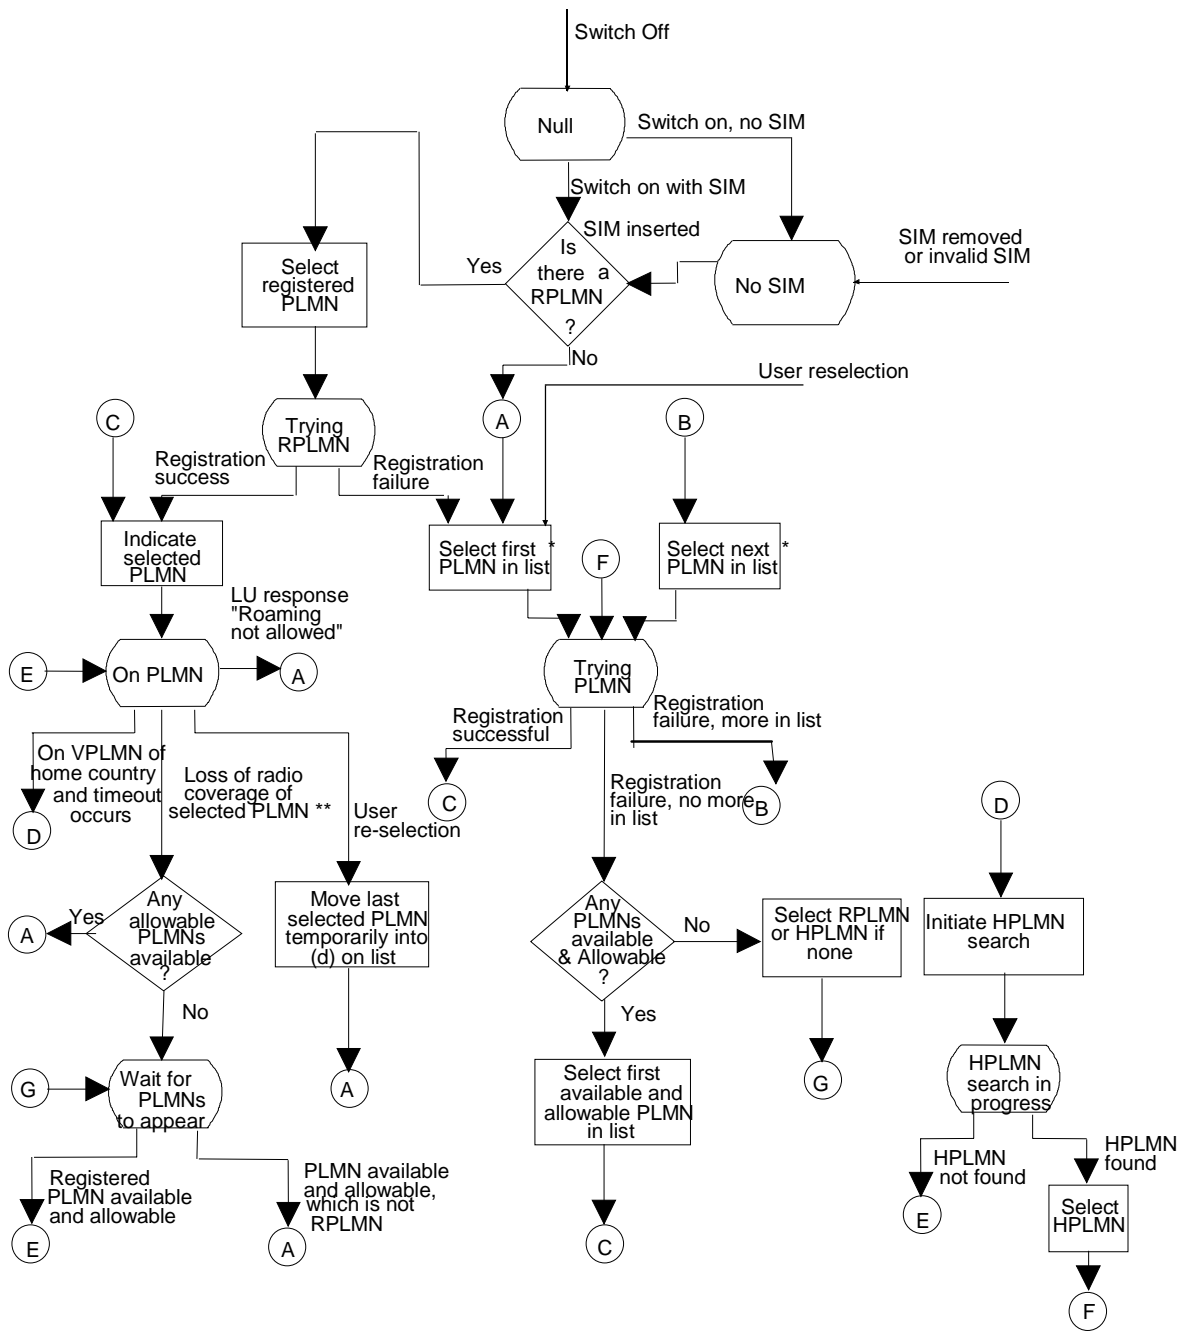 Switch Off
Null
Switch on, no SIM
Switch on with SIM
SIM inserted
SIM removed
or invalid SIM
Yes
Is
there a
RPLMN
?
No SIM
Select
registered
PLMN
No
User reselection
C
Trying
RPLMN
A
B
Registration
success
Registration
failure
Indicate
selected
PLMN
Select first *
PLMN in list
F
Select next *
PLMN in list
LU response
"Roaming
not allowed"
E
On PLMN
A
Trying
PLMN
Registration
successful
Registration
failure, more in list
On VPLMN of
home country
and timeout
occurs
Loss of radio
coverage of
selected PLMN **
User
re-selection
Registration
failure, no more
in list
D
C
B
D
Yes
A
Any
allowable
PLMNs
available
?
Move last
selected PLMN
temporarily into
(d) on list
Any
PLMNs
available
& Allowable
?
No
Select RPLMN
or HPLMN if
none
Initiate HPLMN
search
No
Yes
G
Wait for
PLMNs
to appear
A
Select first
available and
allowable PLMN
in list
G
HPLMN
search in
progress
Registered
PLMN available
and allowable
PLMN available
and allowable,
which is not
RPLMN
HPLMN
not found
HPLMN
found
Select
HPLMN
E
A
C
E
F